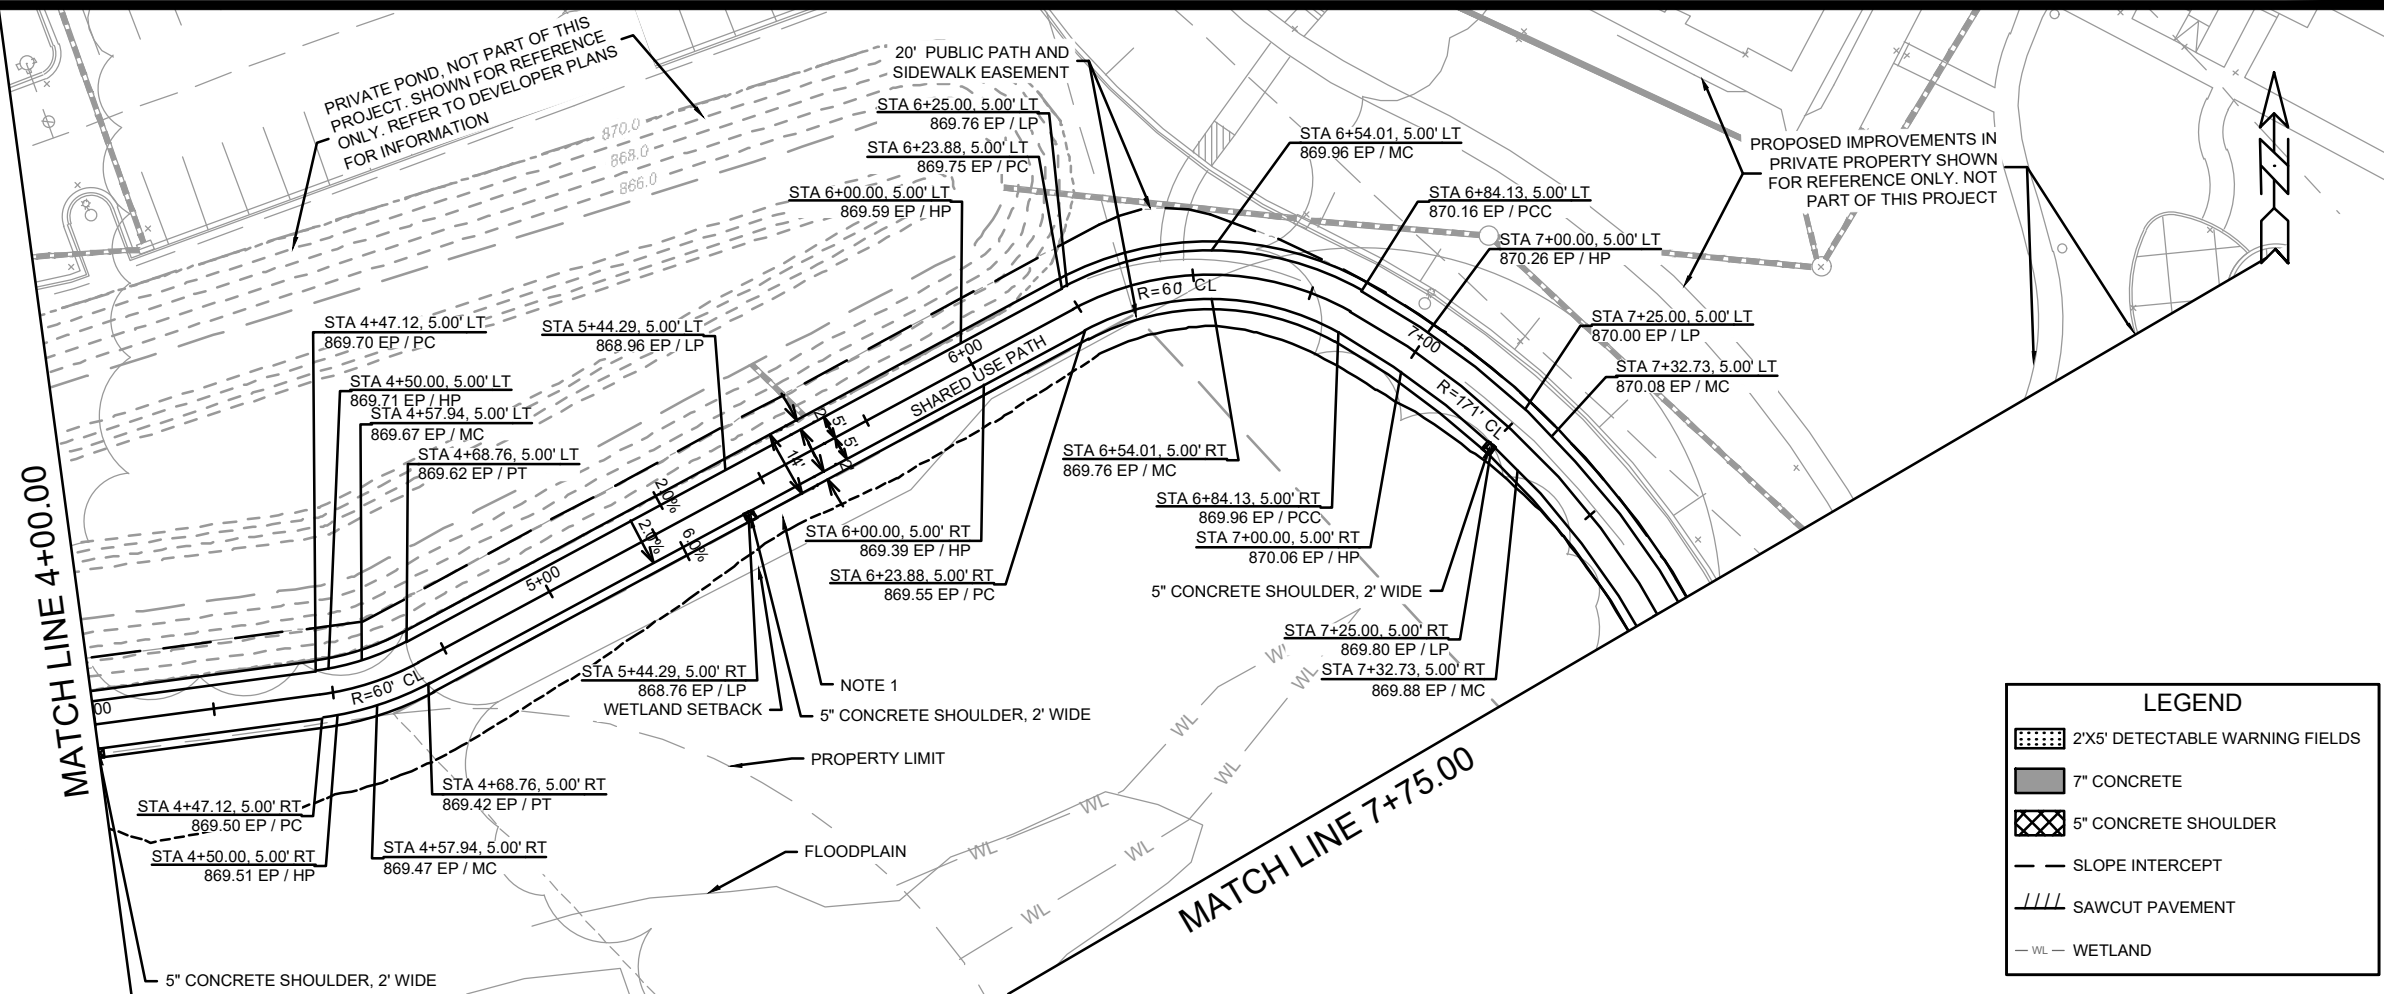 PRIVATE POND, NOT PART OF THIS
PROJECT. SHOWN FOR REFERENCE
ONLY. REFER TO DEVELOPER PLANS
FOR INFORMATION
870.0
868.0
866.0
20' PUBLIC PATH AND
SIDEWALK EASEMENT
STA 6+25.00, 5.00' LT
869.76 EP / LP
STA 6+23.88, 5.00' LT
869.75 EP / PC
STA 6+00.00, 5.00' LT
869.59 EP / HP
STA 6+54.01, 5.00' LT
869.96 EP / MC
STA 6+84.13, 5.00' LT
870.16 EP / PCC
STA 7+00.00, 5.00' LT
870.26 EP / HP
STA 7+25.00, 5.00' LT
870.00 EP / LP
STA 7+32.73, 5.00' LT
870.08 EP / MC
PROPOSED IMPROVEMENTS IN
PRIVATE PROPERTY SHOWN
FOR REFERENCE ONLY. NOT
PART OF THIS PROJECT
STA 4+47.12, 5.00' LT
869.70 EP / PC
STA 4+50.00, 5.00' LT
869.71 EP / HP
STA 4+57.94, 5.00' LT
869.67 EP / MC
STA 4+68.76, 5.00' LT
869.62 EP / PT
STA 5+44.29, 5.00' LT
868.96 EP / LP
MATCH LINE 4+00.00
00
R=60' CL
5+00
2.0%
2.0%
6.0%
14'
2'
5'
5'
2'
6+00
SHARED USE PATH
R=60' CL
7+00
R=171' CL
STA 6+54.01, 5.00' RT
869.76 EP / MC
STA 6+84.13, 5.00' RT
869.96 EP / PCC
STA 7+00.00, 5.00' RT
870.06 EP / HP
5" CONCRETE SHOULDER, 2' WIDE
STA 7+25.00, 5.00' RT
869.80 EP / LP
STA 7+32.73, 5.00' RT
869.88 EP / MC
STA 6+00.00, 5.00' RT
869.39 EP / HP
STA 6+23.88, 5.00' RT
869.55 EP / PC
STA 5+44.29, 5.00' RT
868.76 EP / LP
WETLAND SETBACK
NOTE 1
5" CONCRETE SHOULDER, 2' WIDE
PROPERTY LIMIT
FLOODPLAIN
STA 4+47.12, 5.00' RT
869.50 EP / PC
STA 4+50.00, 5.00' RT
869.51 EP / HP
STA 4+68.76, 5.00' RT
869.42 EP / PT
STA 4+57.94, 5.00' RT
869.47 EP / MC
5" CONCRETE SHOULDER, 2' WIDE
WL
WL
WL
WL
WL
WL
WL
MATCH LINE 7+75.00
LEGEND
2'X5' DETECTABLE WARNING FIELDS
7" CONCRETE
5" CONCRETE SHOULDER
SLOPE INTERCEPT
SAWCUT PAVEMENT
WL WETLAND